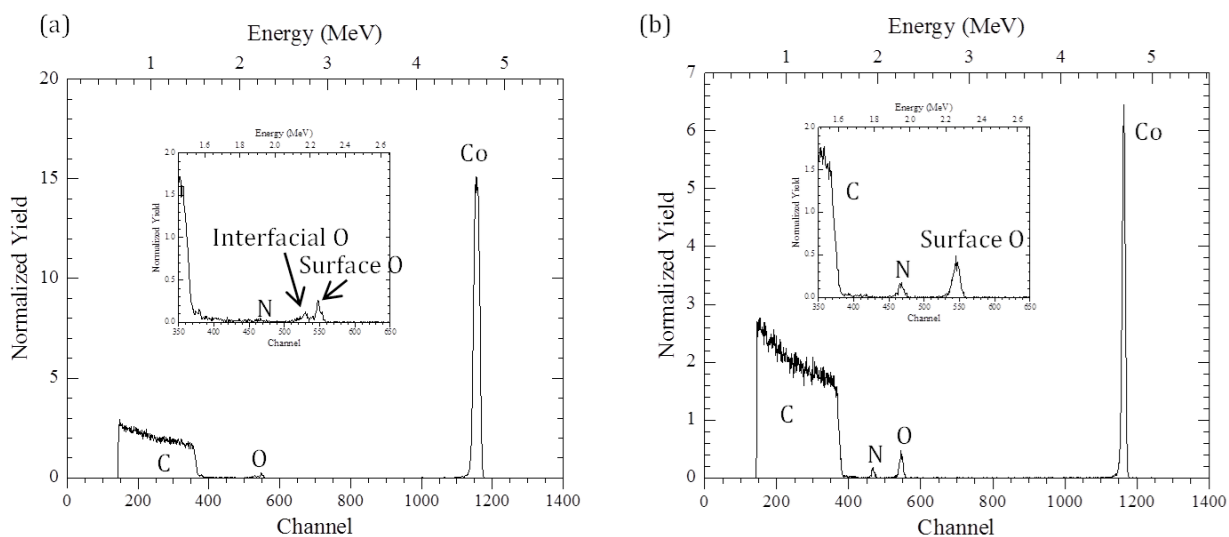 (a)
Energy (MeV)
1 2 3 4 5
20
15
10
5
0
Normalized Yield
0 200 400 600 800 1000 1200 1400
Channel
Co
C
O
Energy (MeV)
1.6 1.8 2.0 2.2 2.4 2.6
2.0
1.5
1.0
0.5
0.0
Normalized Yield
350 400 450 500 550 600 650
Channel
Interfacial O
Surface O
N
(b)
Energy (MeV)
1 2 3 4 5
7
6
5
4
3
2
1
0
Normalized Yield
0 200 400 600 800 1000 1200 1400
Channel
Co
C
N
O
Energy (MeV)
1.6 1.8 2.0 2.2 2.4 2.6
2.0
1.5
1.0
0.5
0.0
Normalized Yield
350 400 450 500 550 600 650
Channel
C
Surface O
N